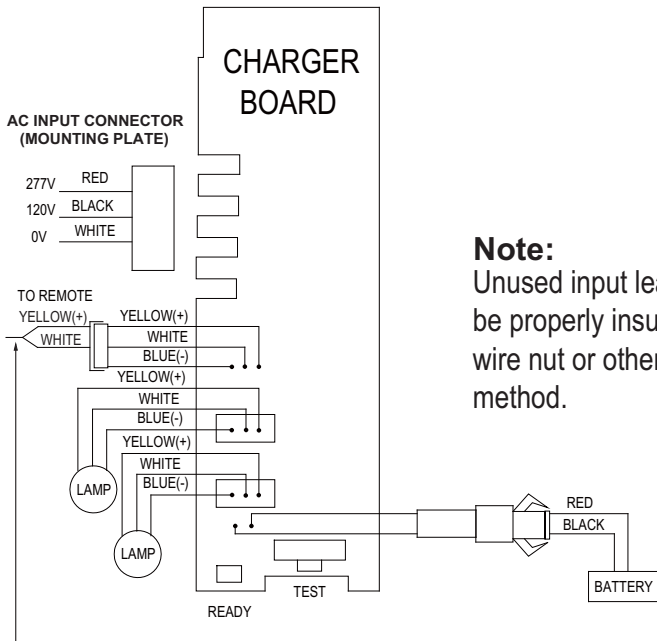 CHARGER
BOARD
AC INPUT CONNECTOR
(MOUNTING PLATE)
277V RED
120V BLACK
0V WHITE
TO REMOTE
YELLOW(+)
WHITE
YELLOW(+)
WHITE
BLUE(-)
YELLOW(+)
WHITE
BLUE(-)
YELLOW(+)
WHITE
BLUE(-)
LAMP
LAMP
READY
TEST
RED
BLACK
BATTERY
Note:
Unused input
be properly
wire nut or other
method.